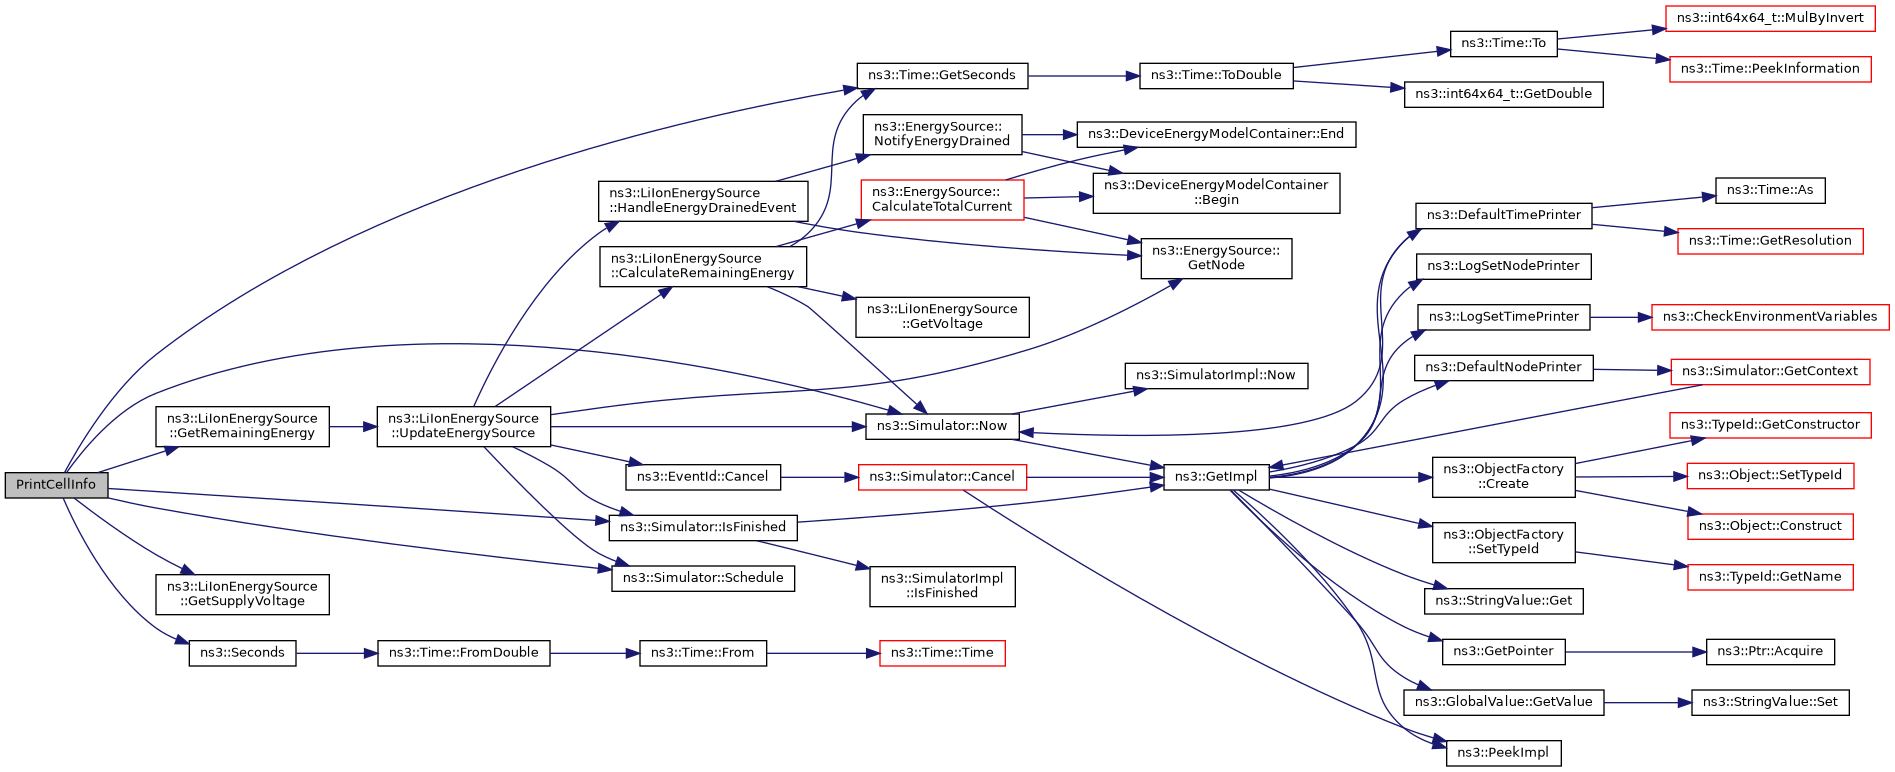 PrintCellInfo
ns3::LiIonEnergySource
::GetRemainingEnergy
ns3::LiIonEnergySource
::GetSupplyVoltage
ns3::Seconds
ns3::LiIonEnergySource
::UpdateEnergySource
ns3::Time::FromDouble
ns3::LiIonEnergySource
::HandleEnergyDrainedEvent
ns3::LiIonEnergySource
::CalculateRemainingEnergy
ns3::EventId::Cancel
ns3::Simulator::IsFinished
ns3::Simulator::Schedule
ns3::Time::From
ns3::Time::GetSeconds
ns3::EnergySource::
NotifyEnergyDrained
ns3::EnergySource::
CalculateTotalCurrent
ns3::LiIonEnergySource
::GetVoltage
ns3::Simulator::Now
ns3::Simulator::Cancel
ns3::SimulatorImpl
::IsFinished
ns3::Time::Time
ns3::Time::ToDouble
ns3::DeviceEnergyModelContainer::End
ns3::DeviceEnergyModelContainer
::Begin
ns3::EnergySource::
GetNode
ns3::SimulatorImpl::Now
ns3::GetImpl
ns3::Time::To
ns3::int64x64_t::GetDouble
ns3::DefaultTimePrinter
ns3::LogSetNodePrinter
ns3::LogSetTimePrinter
ns3::DefaultNodePrinter
ns3::ObjectFactory
::Create
ns3::ObjectFactory
::SetTypeId
ns3::StringValue::Get
ns3::GetPointer
ns3::GlobalValue::GetValue
ns3::PeekImpl
ns3::int64x64_t::MulByInvert
ns3::Time::PeekInformation
ns3::Time::As
ns3::Time::GetResolution
ns3::CheckEnvironmentVariables
ns3::Simulator::GetContext
ns3::TypeId::GetConstructor
ns3::Object::SetTypeId
ns3::Object::Construct
ns3::TypeId::GetName
ns3::Ptr::Acquire
ns3::StringValue::Set